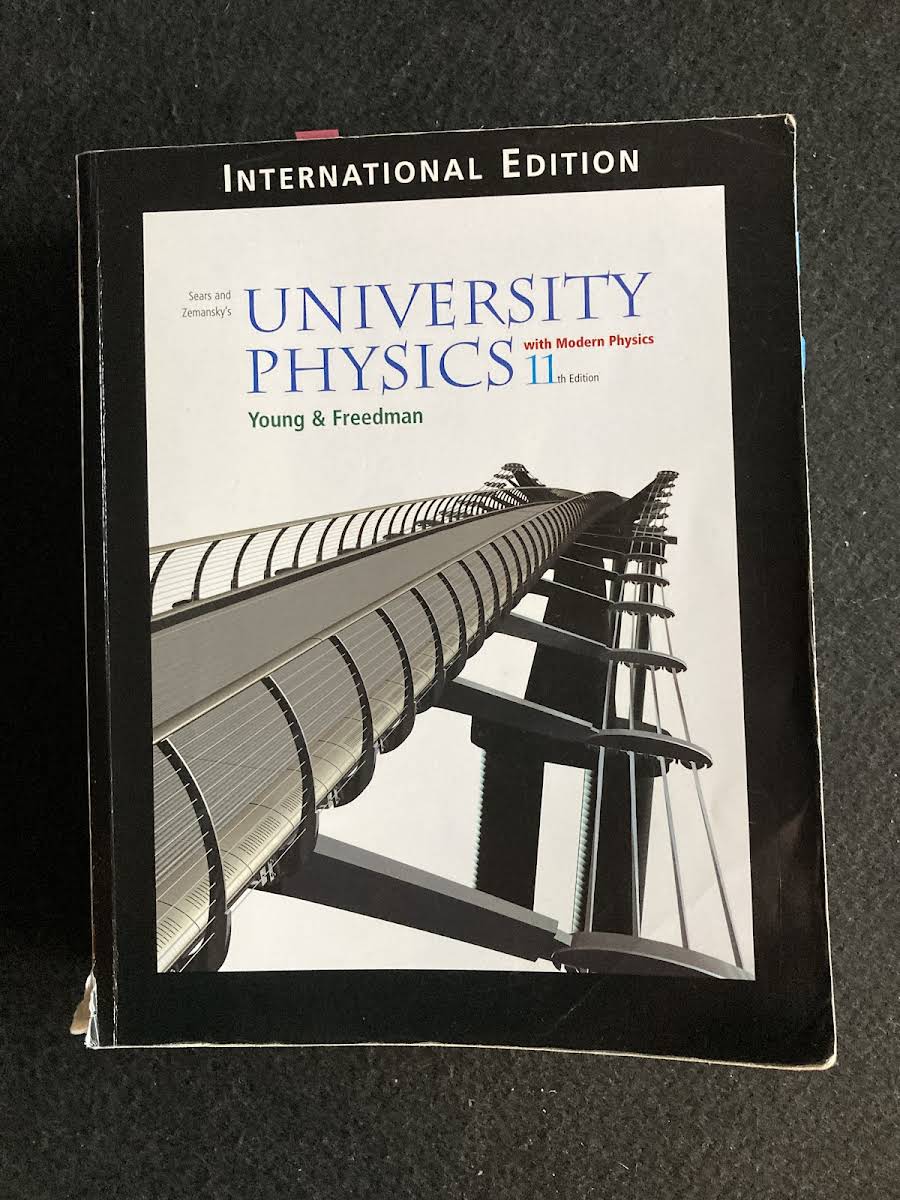 INTERNATIONAL EDITION
Sears and
Zemansky's
UNIVERSITY
PHYSICS
with Modern Physics
11th Edition
Young & Freedman